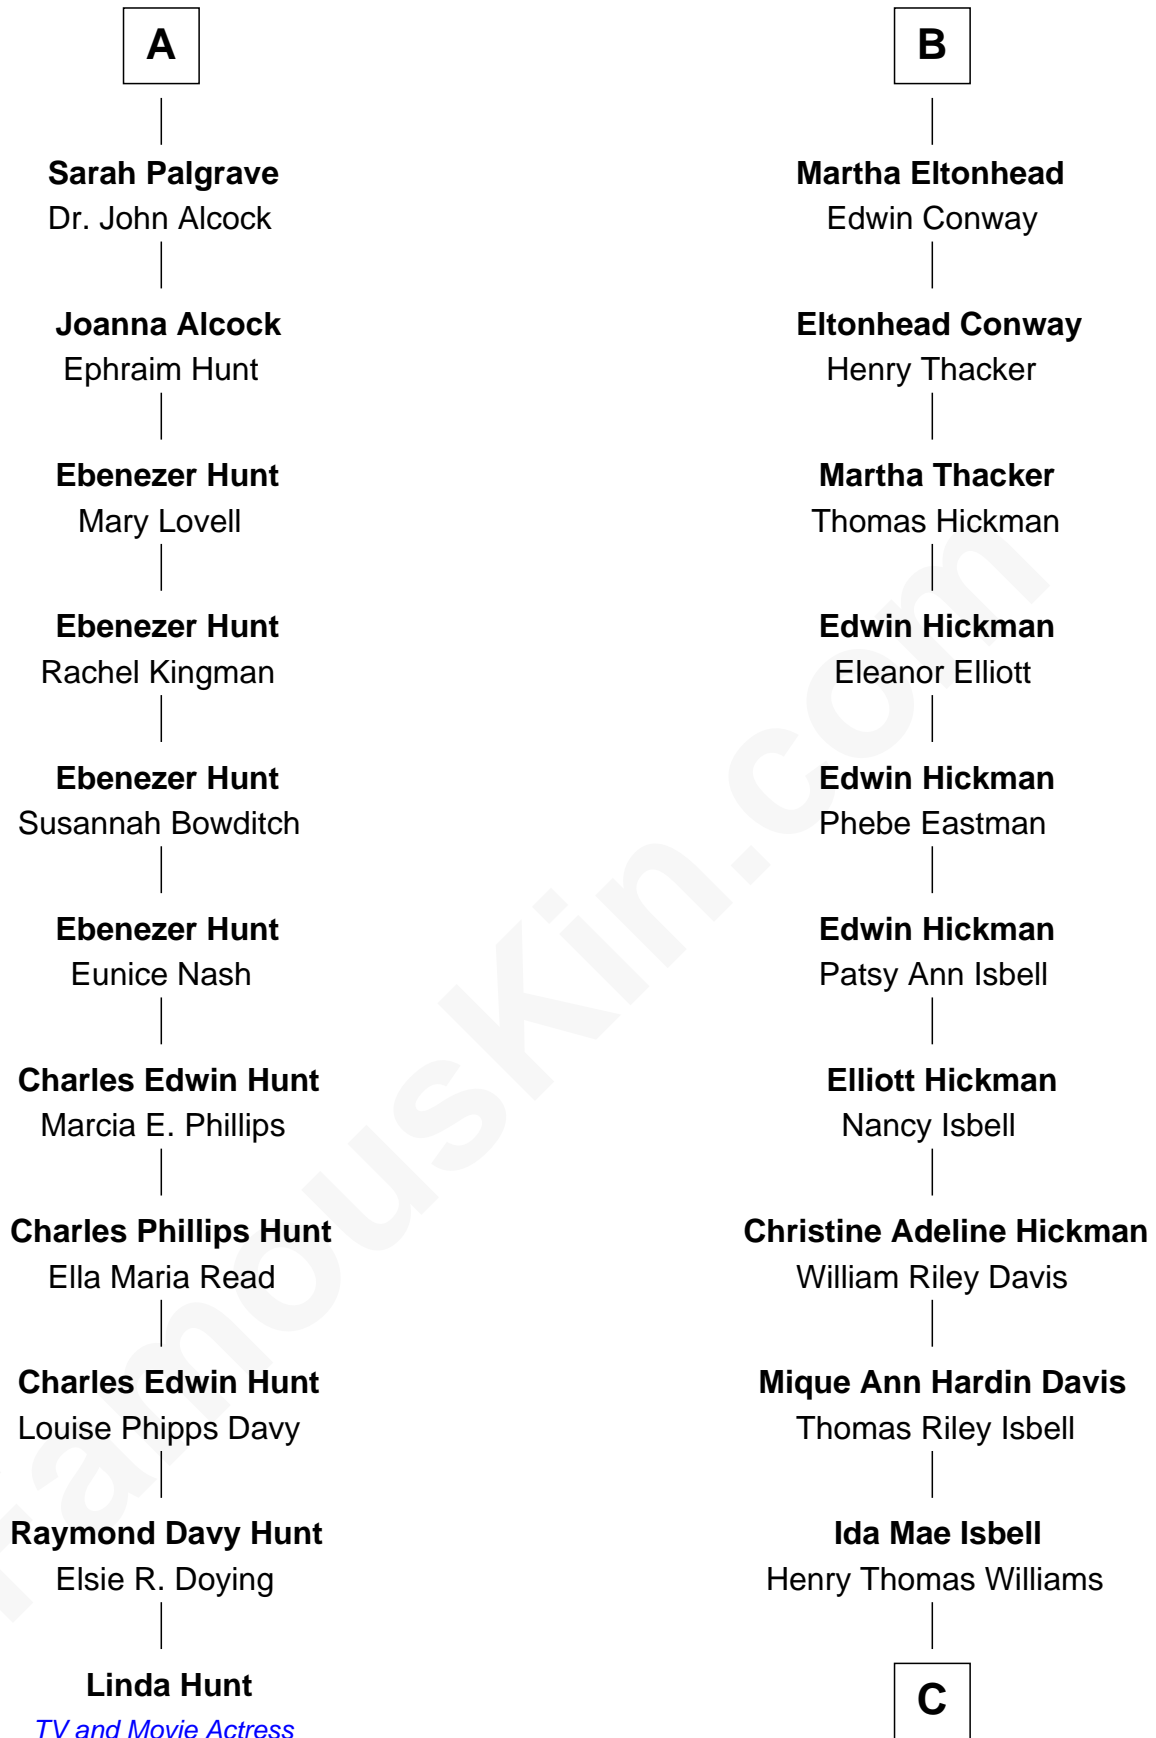 A
Sarah Palgrave
Dr. John Alcock
Joanna Alcock
Ephraim Hunt
Ebenezer Hunt
Mary Lovell
Ebenezer Hunt
Rachel Kingman
Ebenezer Hunt
Susannah Bowditch
Ebenezer Hunt
Eunice Nash
Charles Edwin Hunt
Marcia E. Phillips
Charles Phillips Hunt
Ella Maria Read
Charles Edwin Hunt
Louise Phipps Davy
Raymond Davy Hunt
Elsie R. Doying
Linda Hunt
TV and Movie Actress
B
Martha Eltonhead
Edwin Conway
Eltonhead Conway
Henry Thacker
Martha Thacker
Thomas Hickman
Edwin Hickman
Eleanor Elliott
Edwin Hickman
Phebe Eastman
Edwin Hickman
Patsy Ann Isbell
Elliott Hickman
Nancy Isbell
Christine Adeline Hickman
William Riley Davis
Mique Ann Hardin Davis
Thomas Riley Isbell
Ida Mae Isbell
Henry Thomas Williams
C
FamousKin.com